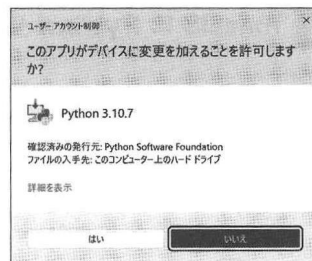 ユーザー アカウント制御
このアプリがデバイスに変更を加えることを許可します
か?
Python 3.10.7
確認済みの発行元: Python Software Foundation
ファイルの入手先: このコンピューター上のハード ドライブ
詳細を表示
はい
いいえ